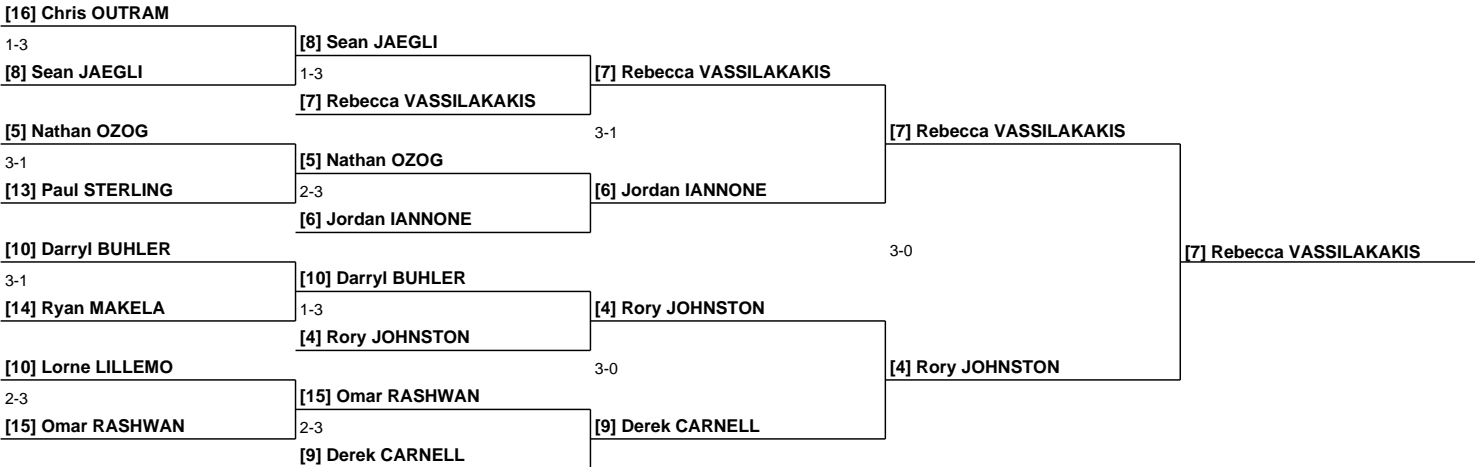 [16] Chris OUTRAM
1-3
[8] Sean JAEGLI
[8] Sean JAEGLI
1-3
[7] Rebecca VASSILAKAKIS
[7] Rebecca VASSILAKAKIS
[5] Nathan OZOG
3-1
[7] Rebecca VASSILAKAKIS
3-1
[5] Nathan OZOG
[13] Paul STERLING
2-3
[6] Jordan IANNONE
[6] Jordan IANNONE
[10] Darryl BUHLER
3-0
[7] Rebecca VASSILAKAKIS
3-1
[10] Darryl BUHLER
[14] Ryan MAKELA
1-3
[4] Rory JOHNSTON
[4] Rory JOHNSTON
[10] Lorne LILLEMO
3-0
[4] Rory JOHNSTON
2-3
[15] Omar RASHWAN
[15] Omar RASHWAN
2-3
[9] Derek CARNELL
[9] Derek CARNELL